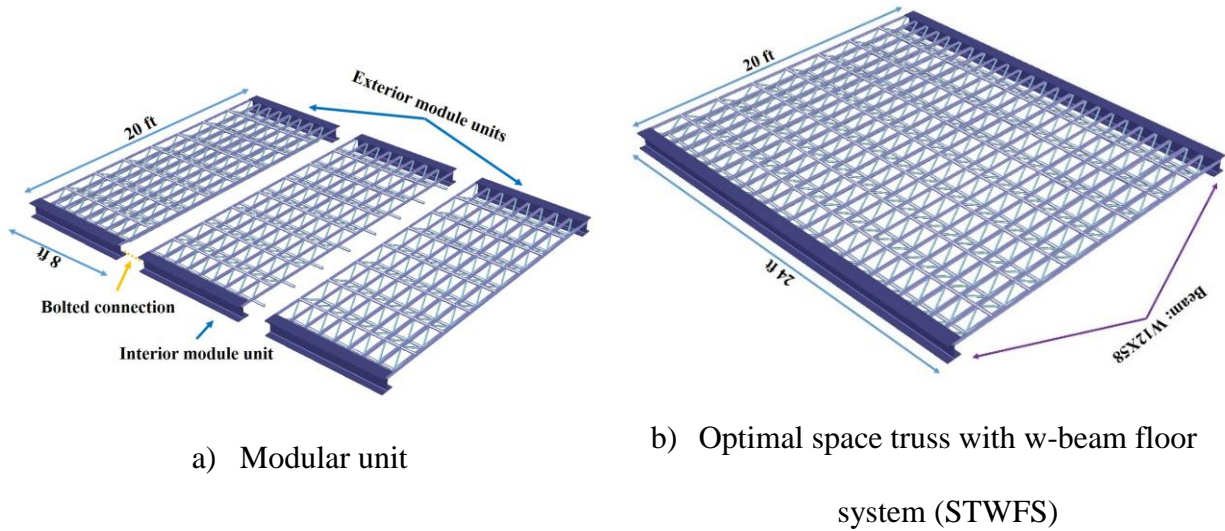 Exterior module units
20 ft
8 ft
Bolted connection
Interior module unit
a) Modular unit
20 ft
24 ft
Beam: W12X58
b) Optimal space truss with w-beam floor
system (STWFS)